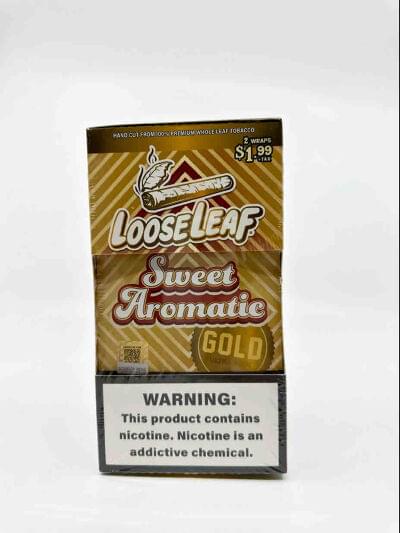 HAND CUT FROM 100% PREMIUM WHOLE LEAF TOBACCO
2 WRAPS
$1.99
+TAX
LOOSELEAF
Sweet
Aromatic
GOLD
WARNING:
This product contains
nicotine. Nicotine is an
addictive chemical.